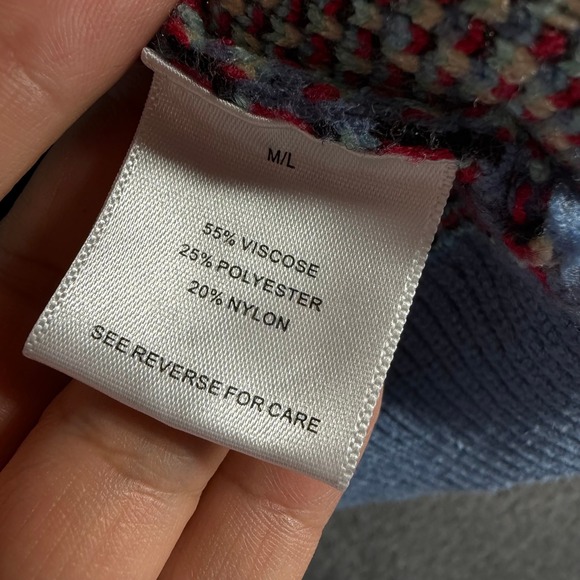 M/L
55% VISCOSE
25% POLYESTER
20% NYLON
SEE REVERSE FOR CARE